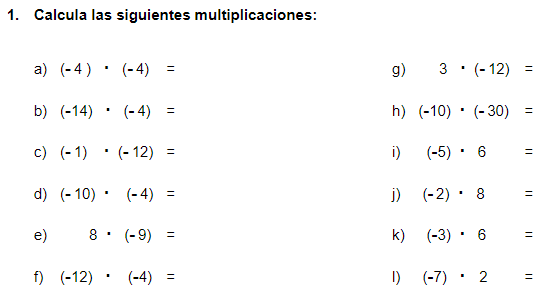 1. Calcula las siguientes multiplicaciones:
a) (- 4 ) · (- 4) =
b) (-14) · (- 4) =
c) (- 1) · (- 12) =
d) (- 10) · (- 4) =
e) 8 · (- 9) =
f) (-12) · (-4) =
g) 3 · (- 12) =
h) (-10) · (- 30) =
i) (-5) · 6 =
j) (- 2) · 8 =
k) (-3) · 6 =
l) (-7) · 2 =